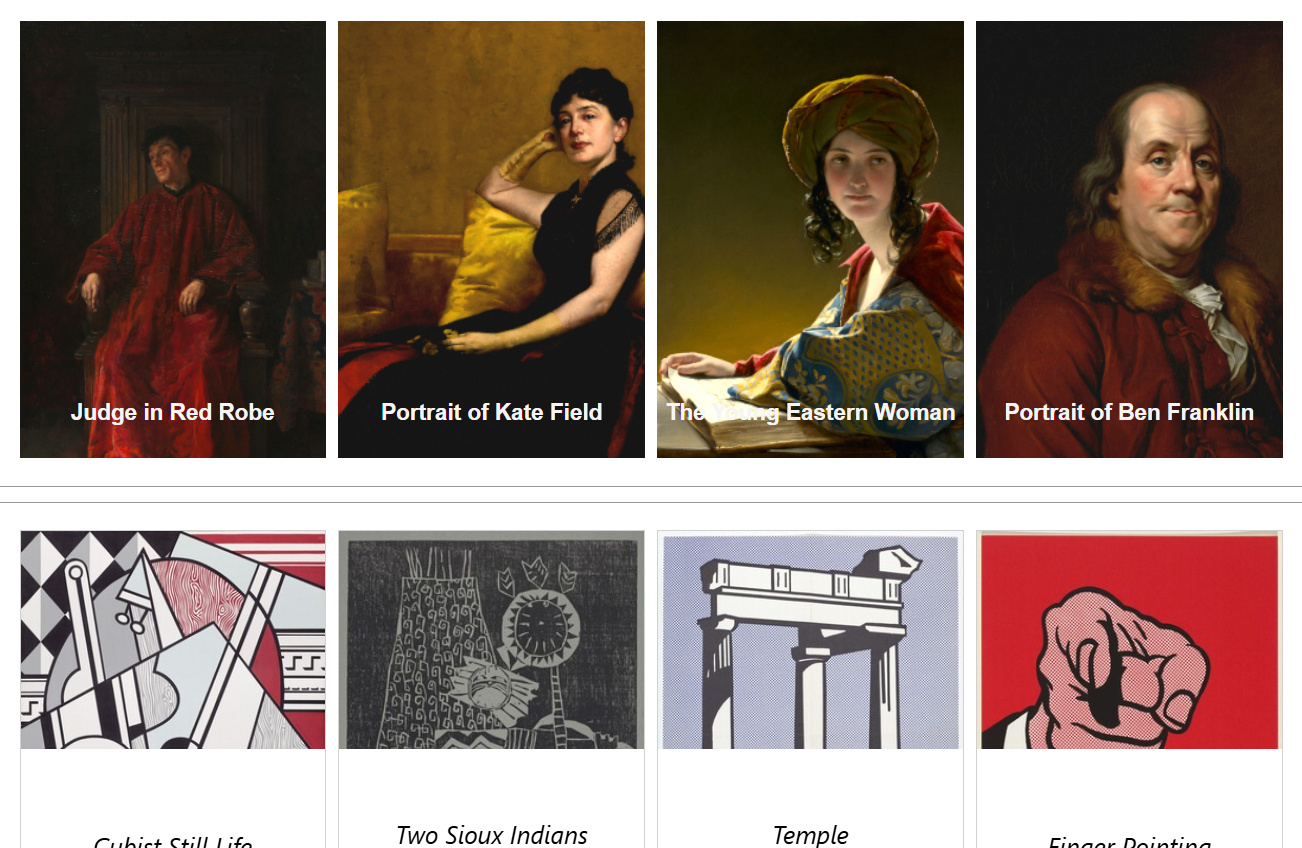 Judge in Red Robe
Portrait of Kate Field
The Young Eastern Woman
Portrait of Ben Franklin
Cubist Still Life
Two Sioux Indians
Temple
Finger Pointing